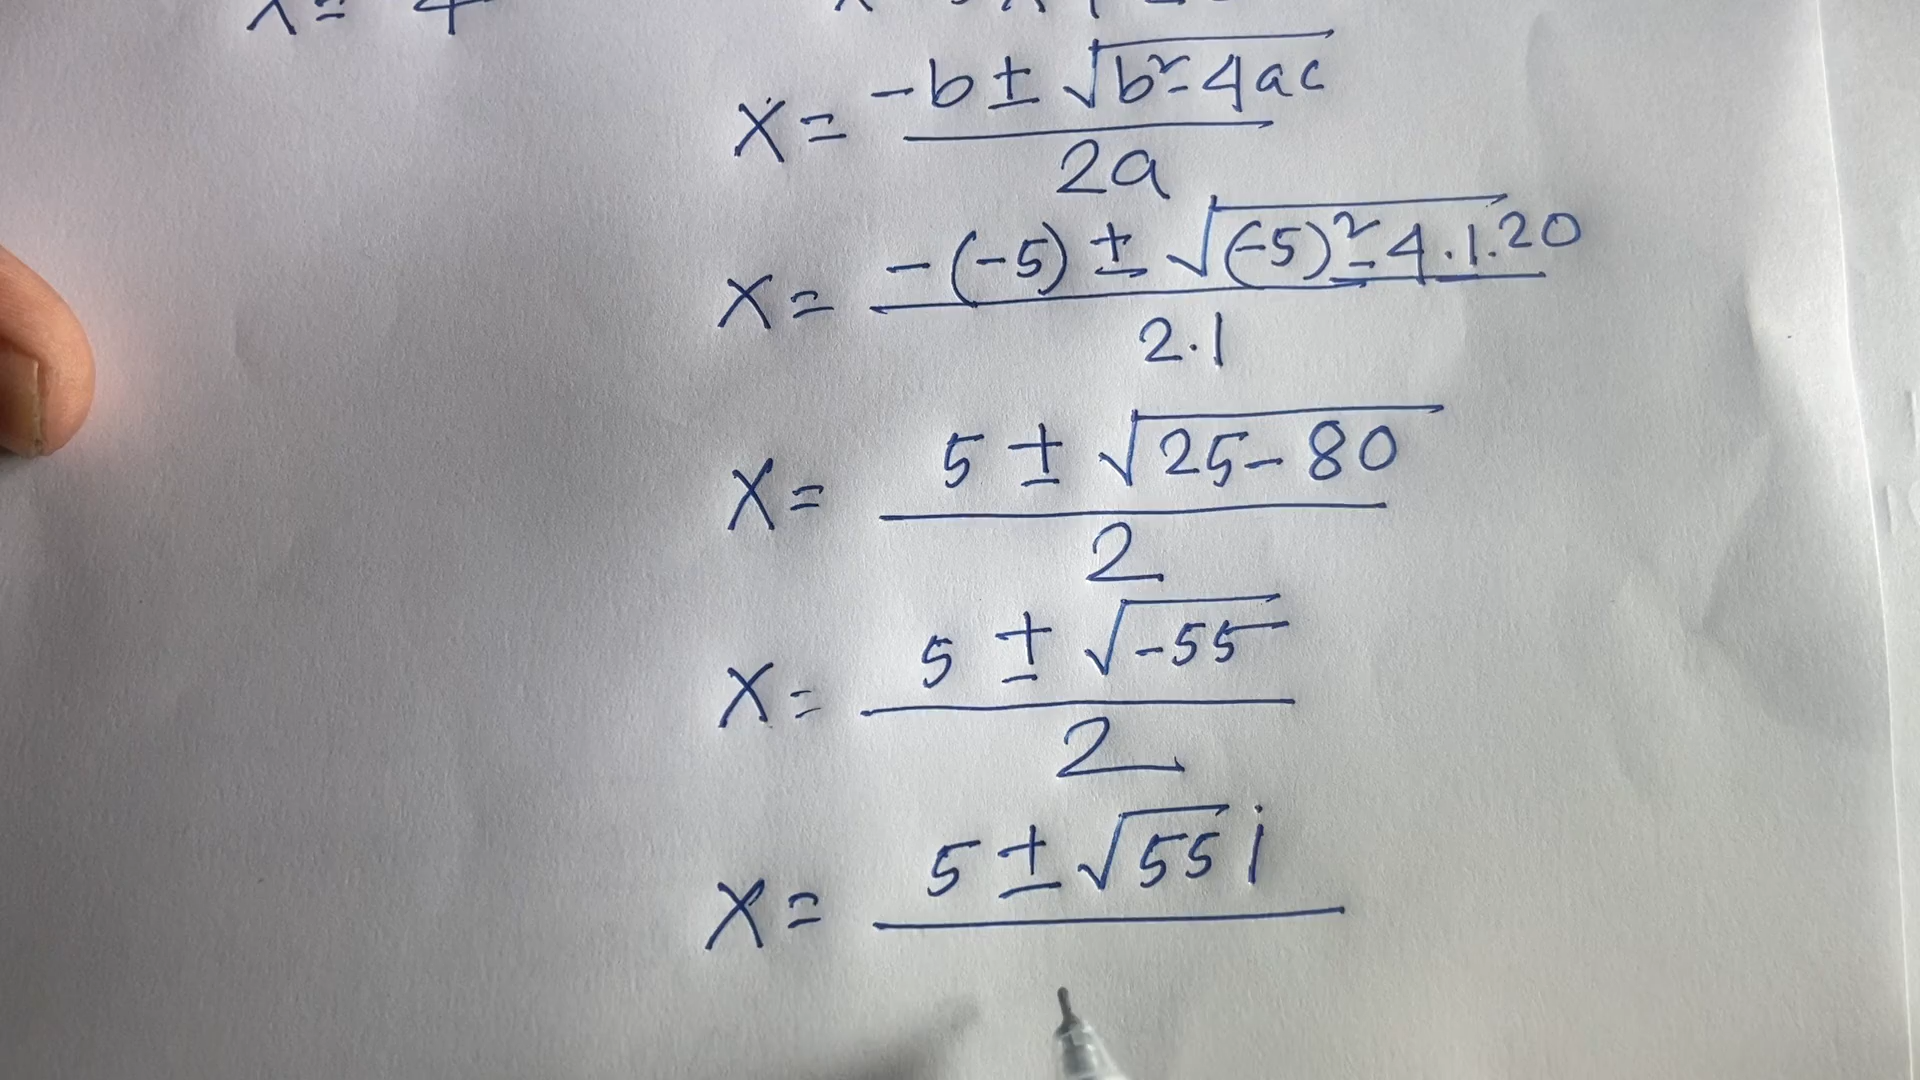 x = -b ± √b² - 4ac / 2a
x = -(-5) ± √(-5)² - 4.1.20 / 2.1
x = 5 ± √25 - 80 / 2
x = 5 ± √-55 / 2
x = 5 ± √55 i